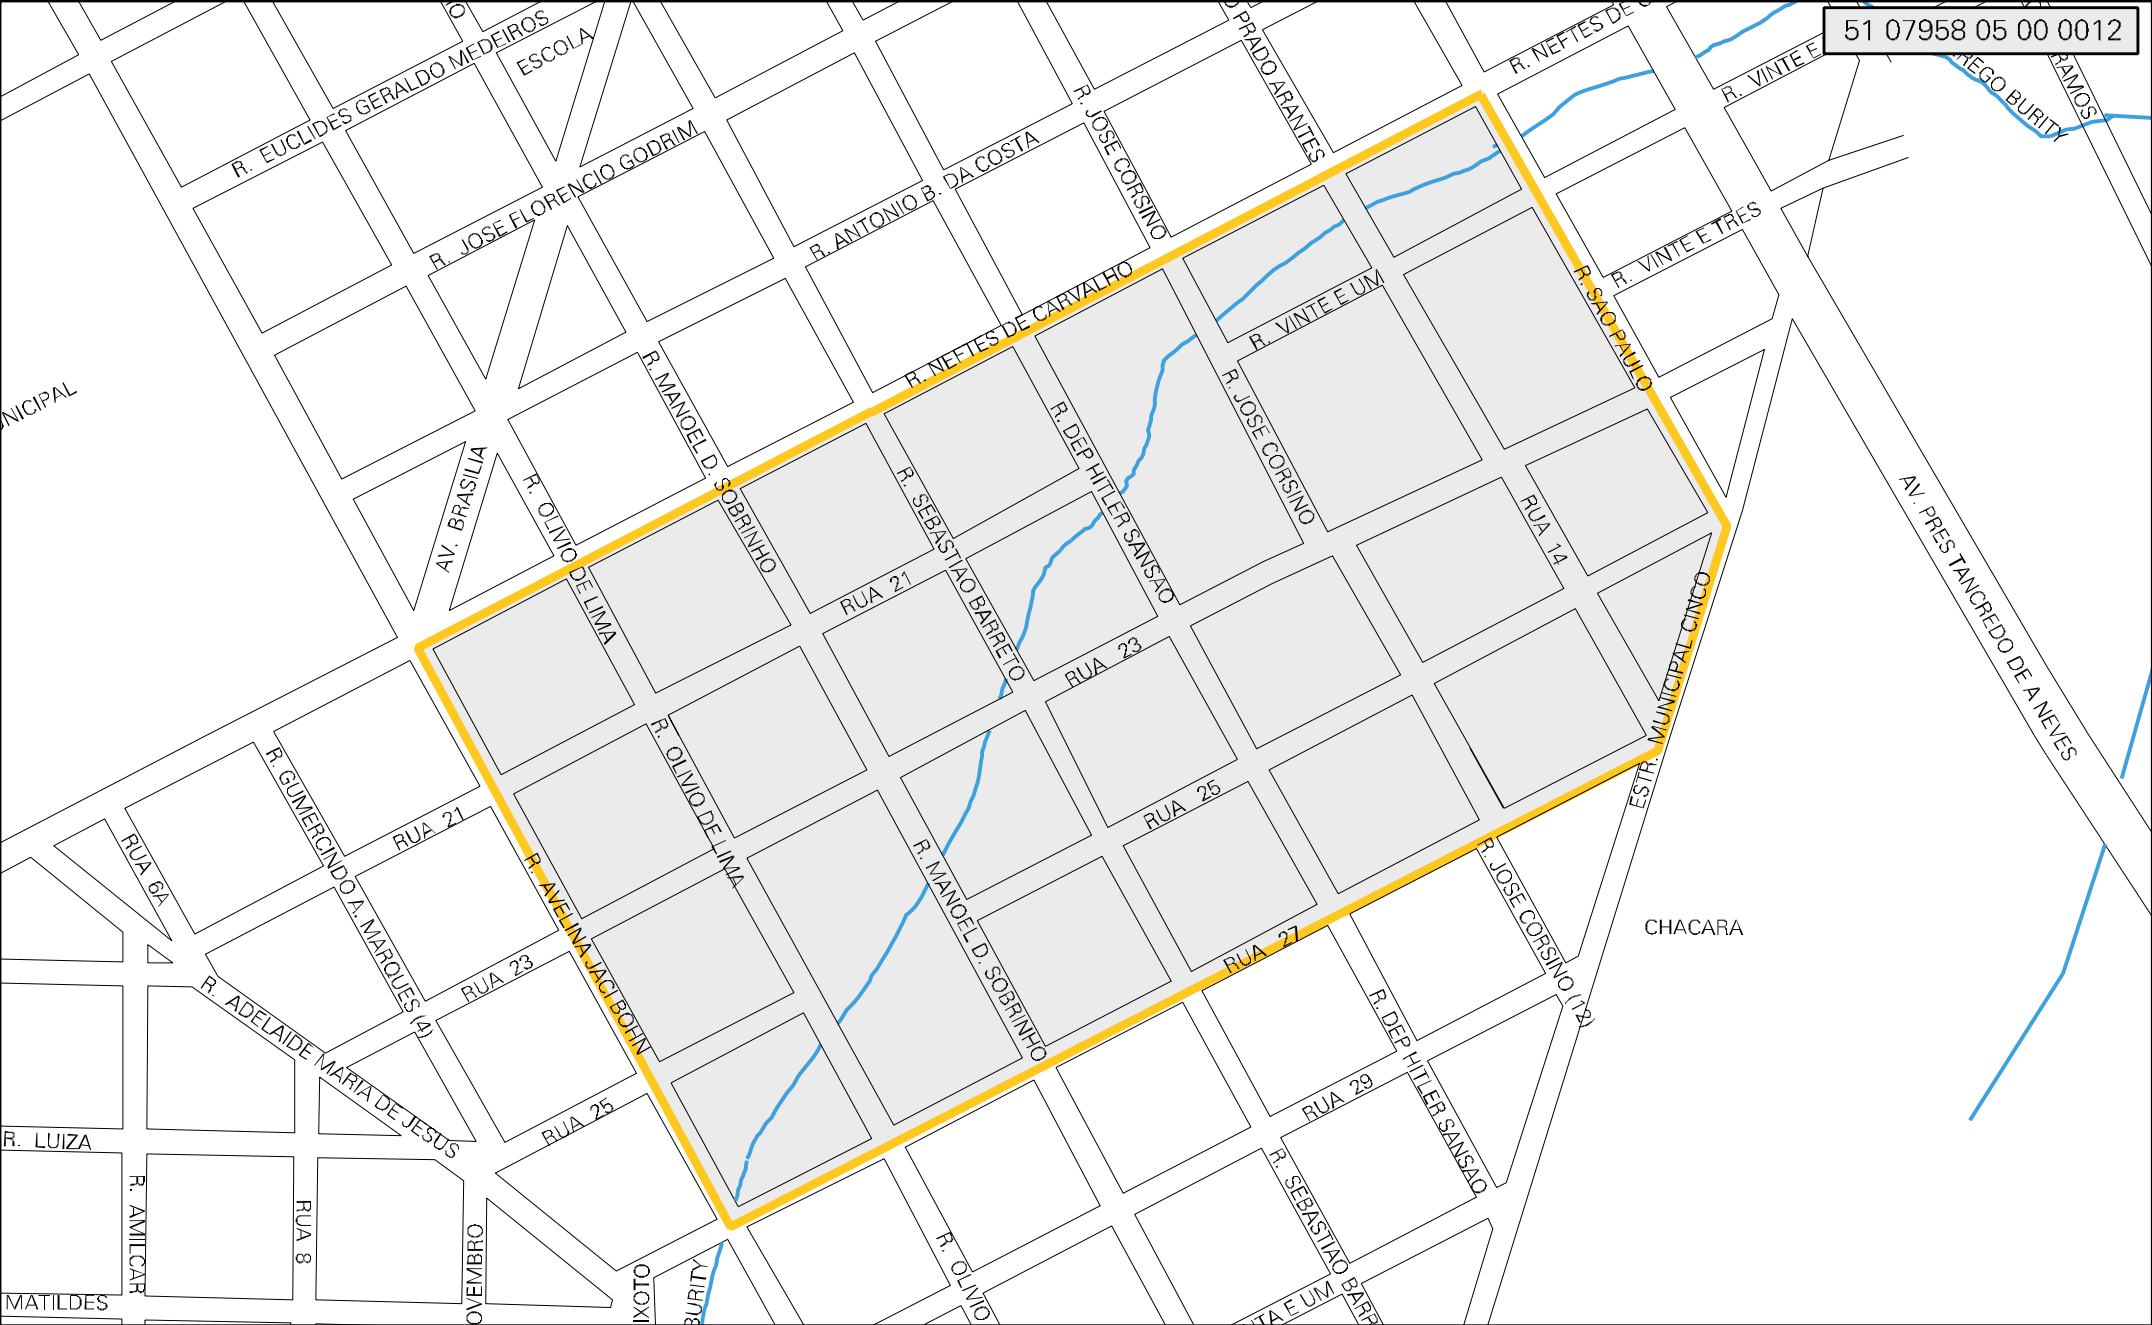 51 07958 05 00 0012
R. EUCLIDES GERALDO MEDEIROS
ESCOLA
R. JOSE FLORENCIO GODRIM
R. ANTONIO B. DA COSTA
R. JOSE CORSINO
PRADO ARANTES
R. NEFTES DE
R. VINTE E
REGO BURITY
RAMOS
R. VINTE E TRES
R. SAO PAULO
R. NEFTES DE CARVALHO
R. VINTE E UM
R. MANOEL D. SOBRINHO
R. DEP HITLER SANSAO
R. JOSE CORSINO
NICIPAL
AV. BRASILIA
R. OLIVIO DE LIMA
R. SEBASTIAO BARRETO
RUA 21
RUA 14
AV. PRES TANCREDO DE A NEVES
RUA 23
ESTR. MUNICIPAL CINCO
R. OLIVIO DE LIMA
R. GUMERCINDO A. MARQUES (4)
RUA 21
RUA 6A
RUA 25
R. AVELINA JACI BOHN
R. MANOEL D. SOBRINHO
R. JOSE CORSINO (12)
CHACARA
RUA 27
RUA 23
R. ADELAIDE MARIA DE JESUS
R. DEP HITLER SANSAO
RUA 29
RUA 25
R. LUIZA
R. AMILCAR
RUA 8
OVEMBRO
R. SEBASTIAO BARR
R. OLIVIO
IXOTO
BURITY
MATILDES
TA E UM